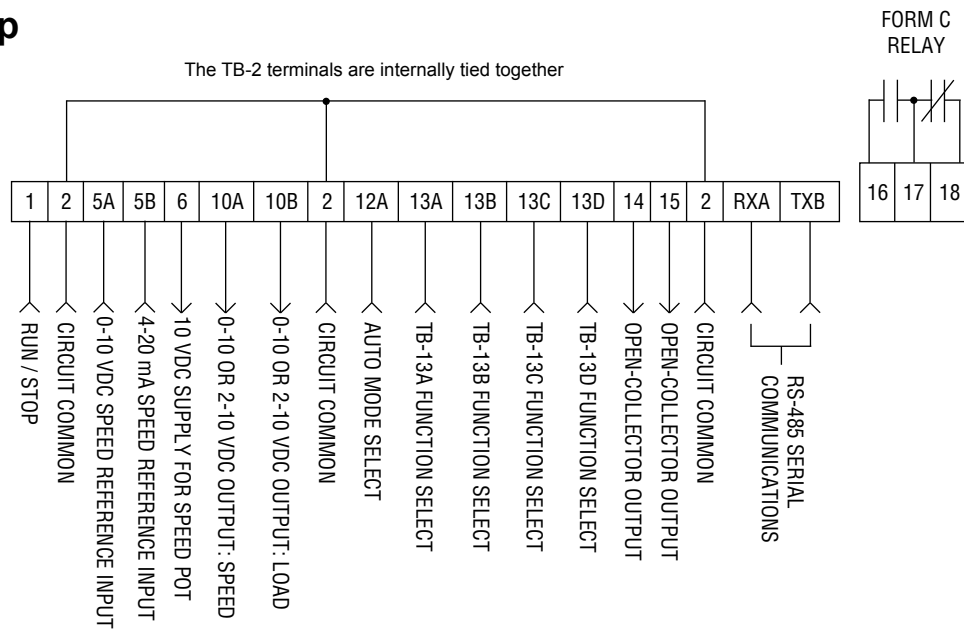 p
FORM C
RELAY
The TB-2 terminals are internally tied together
1 2 5A 5B 6 10A 10B 2 12A 13A 13B 13C 13D 14 15 2 RXA TXB
16 17 18
RUN / STOP
CIRCUIT COMMON
0-10 VDC SPEED REFERENCE INPUT
4-20 mA SPEED REFERENCE INPUT
10 VDC SUPPLY FOR SPEED POT
0-10 OR 2-10 VDC OUTPUT: SPEED
0-10 OR 2-10 VDC OUTPUT: LOAD
CIRCUIT COMMON
AUTO MODE SELECT
TB-13A FUNCTION SELECT
TB-13B FUNCTION SELECT
TB-13C FUNCTION SELECT
TB-13D FUNCTION SELECT
OPEN-COLLECTOR OUTPUT
OPEN-COLLECTOR OUTPUT
CIRCUIT COMMON
RS-485 SERIAL
COMMUNICATIONS